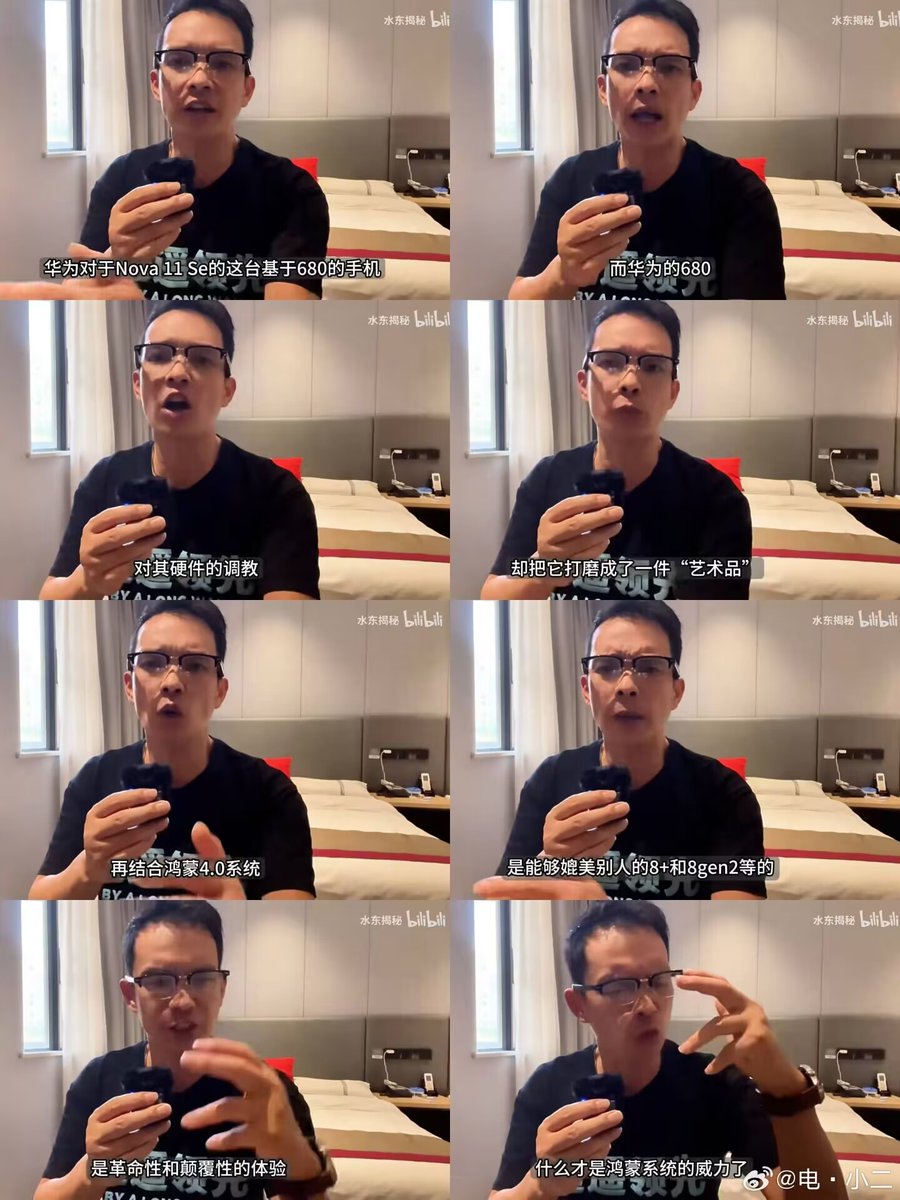 水东揭秘 bilibili
华为对于Nova 11 Se的这台基于680的手机
水东揭秘 bilibili
对其硬件的调教
水东揭秘 bilibili
再结合鸿蒙4.0系统
BY A LONG
水东揭秘 bilibili
是革命性和颠覆性的体验
水东揭秘 bili
而华为的680
水东揭秘 bilibili
却把它打磨成了一件“艺术品”
水东揭秘 bilibili
是能够媲美别人的8+和8gen2等的
水东揭秘 bilibili
什么才是鸿蒙系统的威力了
@电·小二